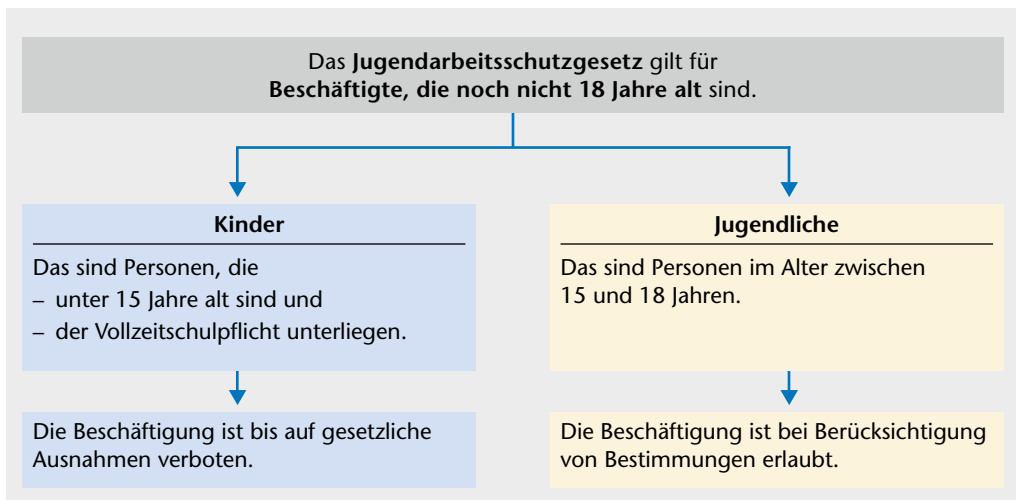 Das Jugendarbeitsschutzgesetz gilt für
Beschäftigte, die noch nicht 18 Jahre alt sind.
Kinder
Das sind Personen, die
– unter 15 Jahre alt sind und
– der Vollzeitschulpflicht unterliegen.
Die Beschäftigung ist bis auf gesetzliche
Ausnahmen verboten.
Jugendliche
Das sind Personen im Alter zwischen
15 und 18 Jahren.
Die Beschäftigung ist bei Berücksichtigung
von Bestimmungen erlaubt.